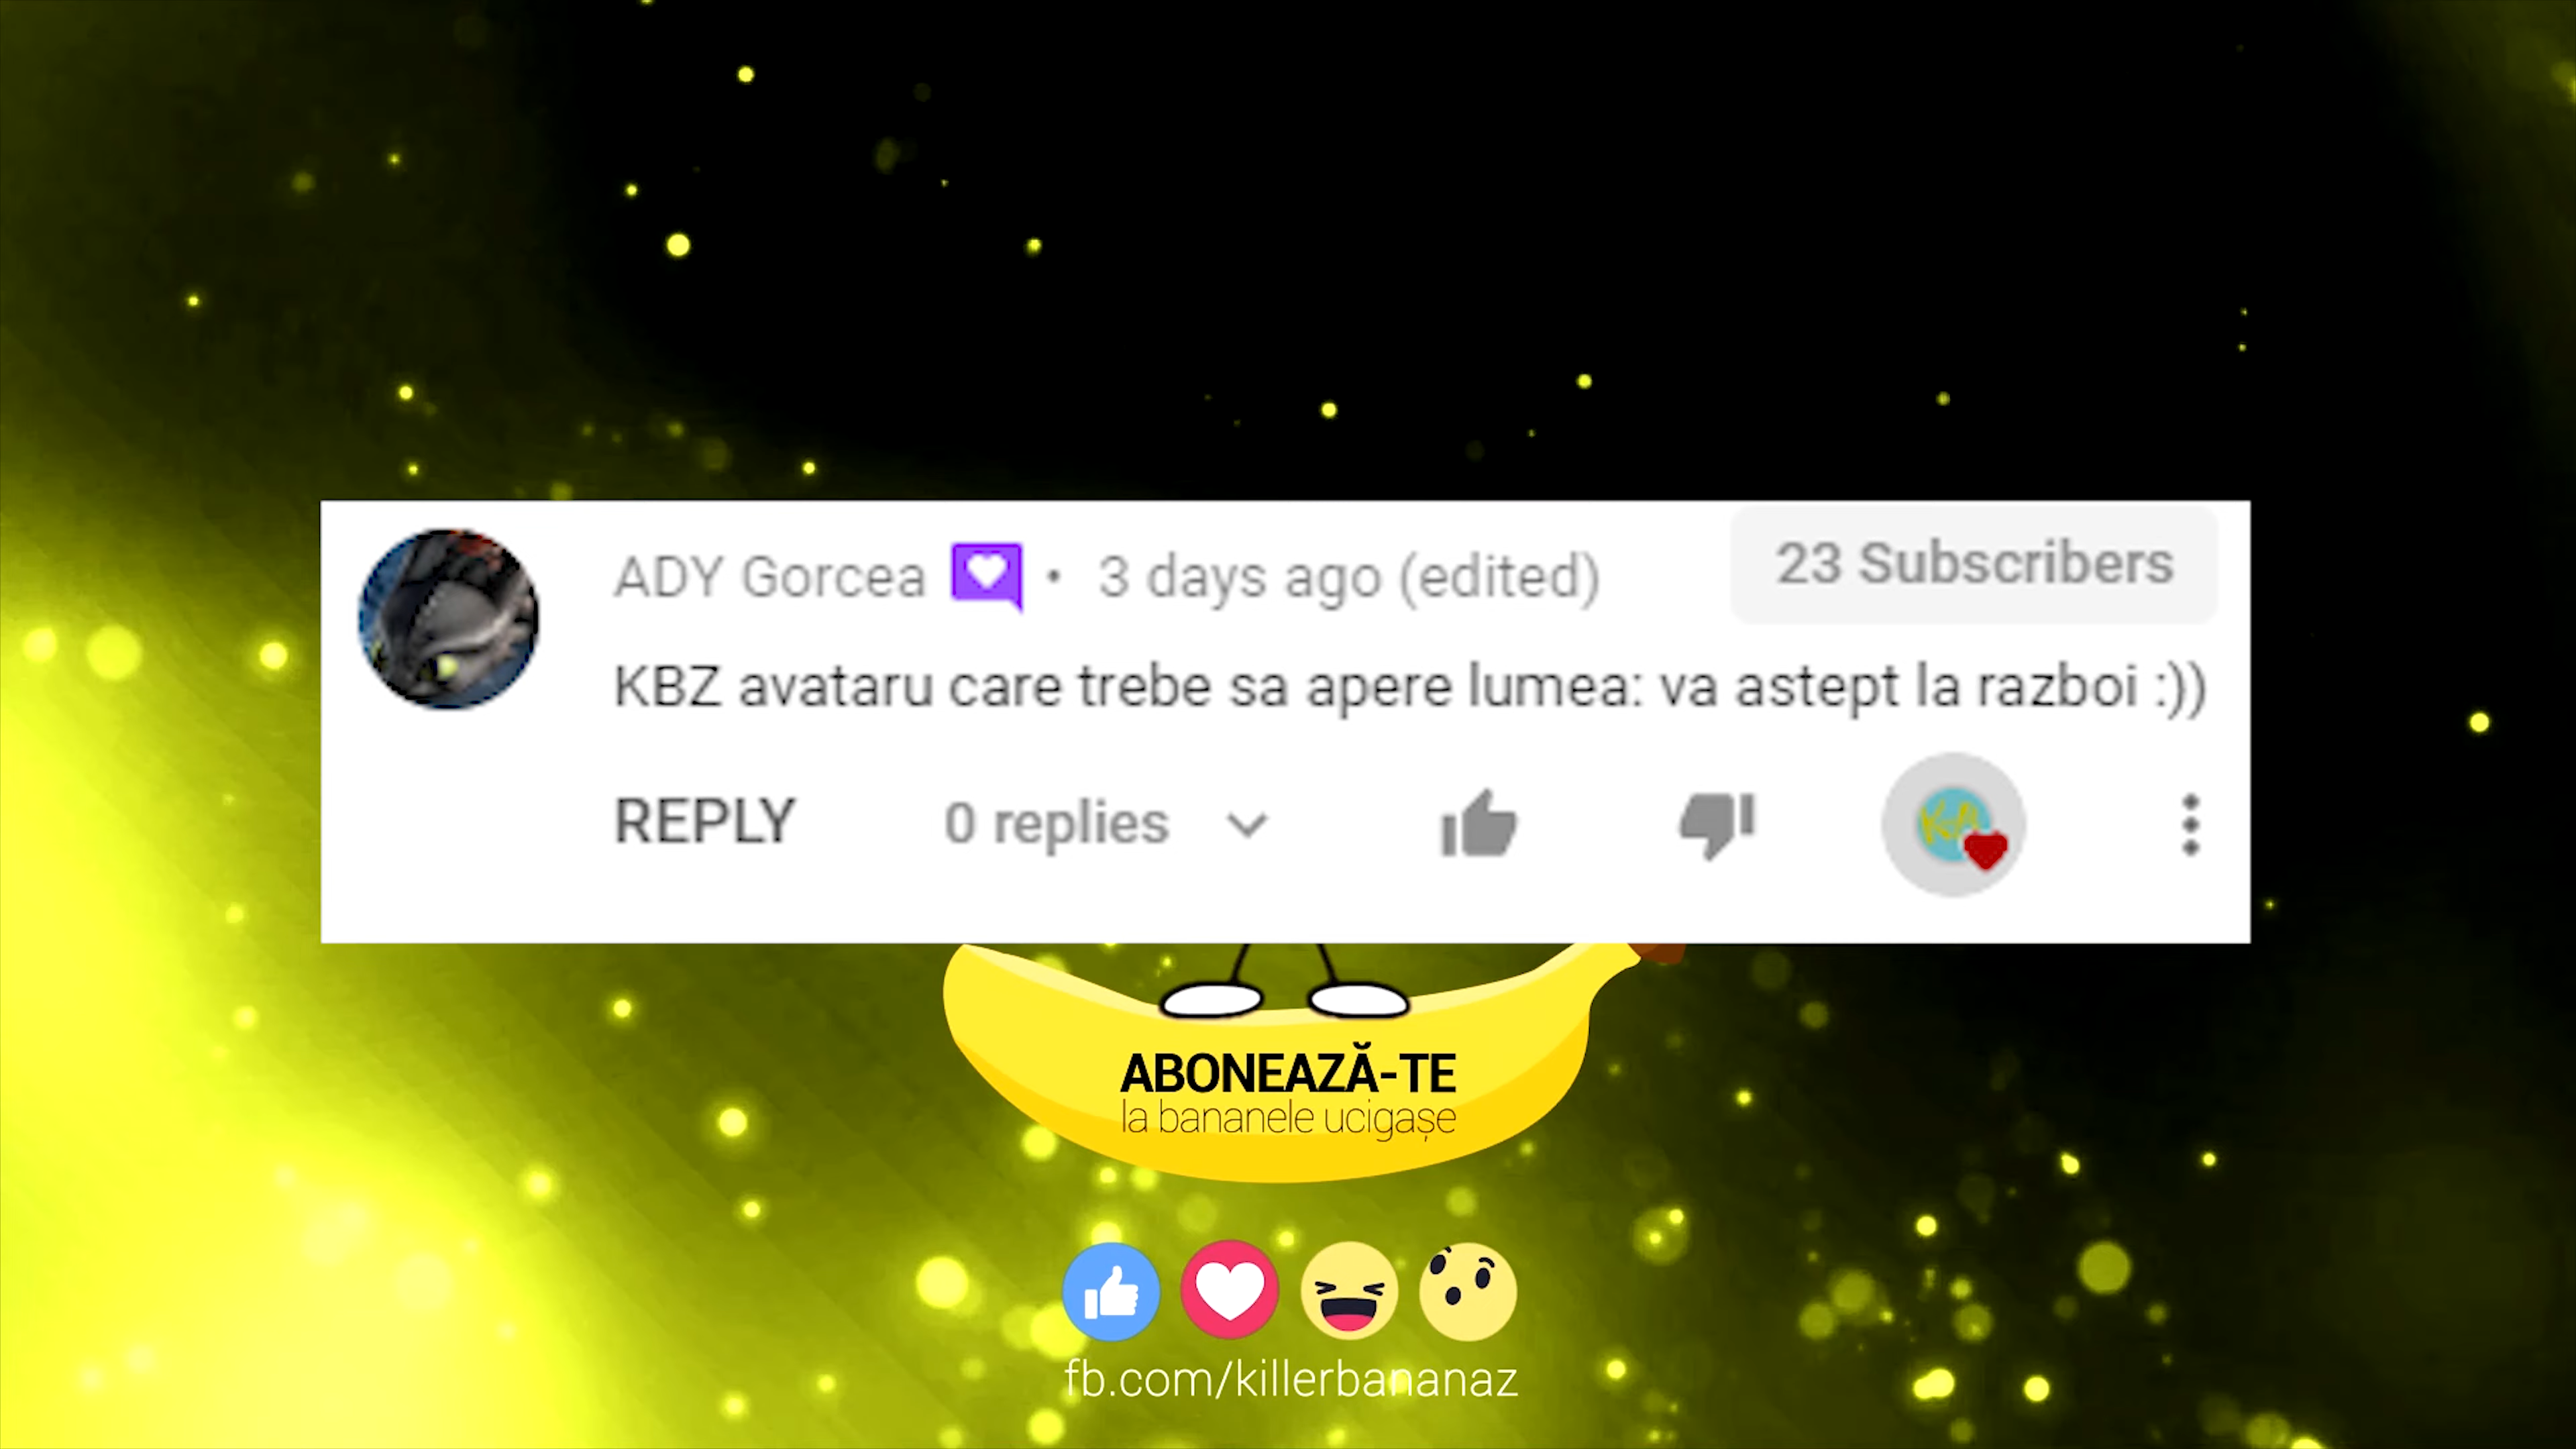 ADY Gorcea • 3 days ago (edited)
23 Subscribers
KBZ avataru care trebe sa apere lumea: va astept la razboi :))
REPLY 0 replies
ABONEAZĂ-TE
la bananele ucigașe
fb.com/killerbananaz